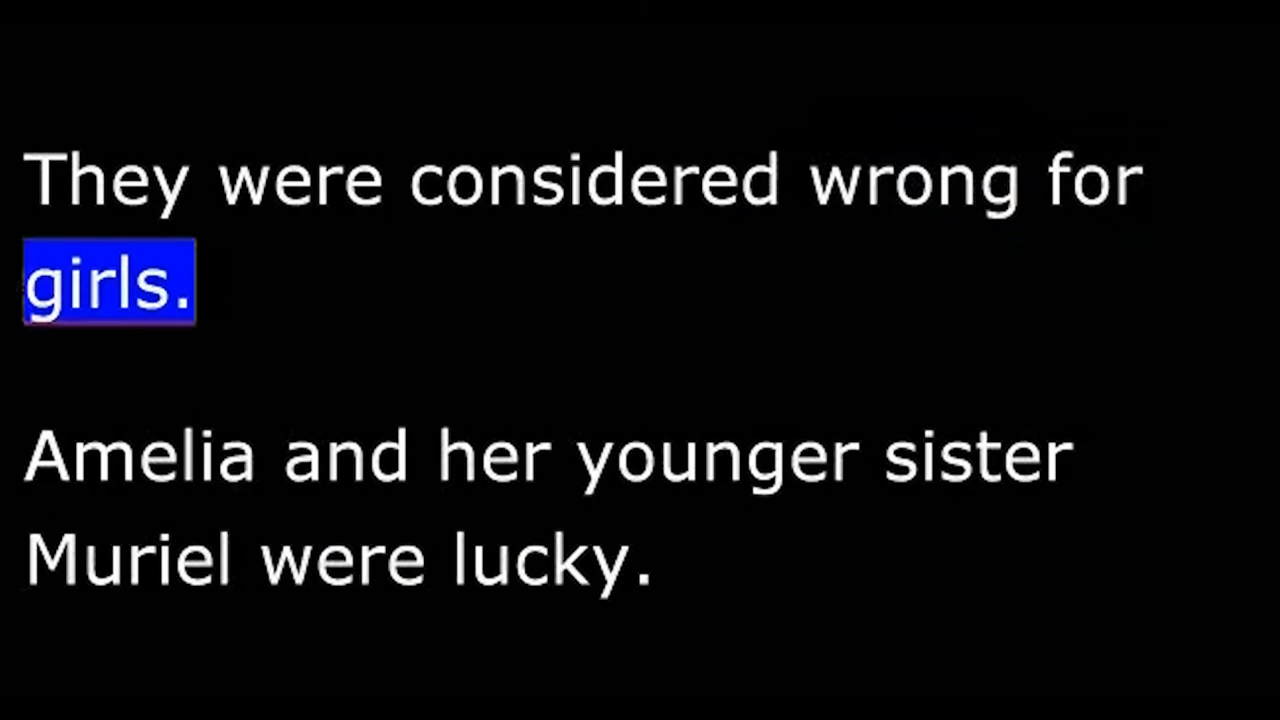 They were considered wrong for
girls.
Amelia and her younger sister
Muriel were lucky.